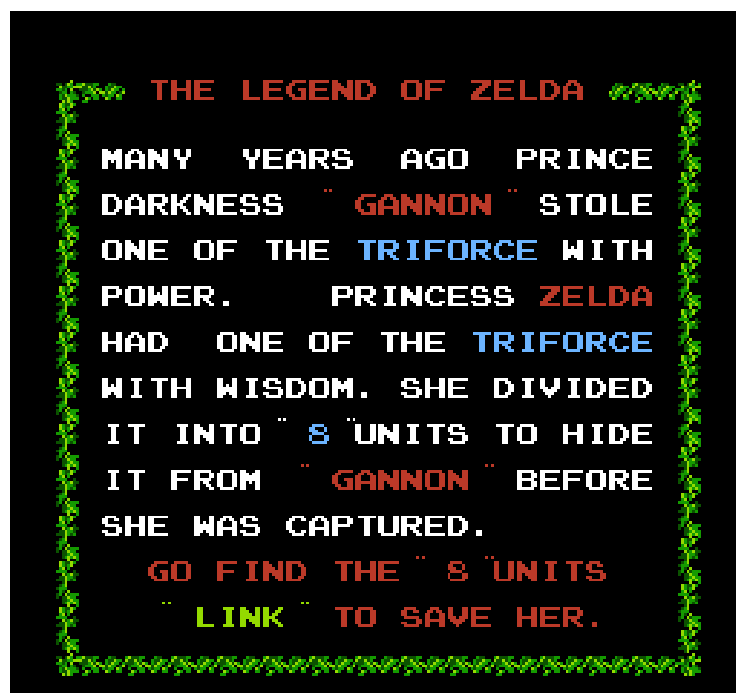 THE LEGEND OF ZELDA
MANY YEARS AGO PRINCE
DARKNESS "GANNON" STOLE
ONE OF THE TRIFORCE WITH
POWER. PRINCESS ZELDA
HAD ONE OF THE TRIFORCE
WITH WISDOM. SHE DIVIDED
IT INTO "8"UNITS TO HIDE
IT FROM "GANNON" BEFORE
SHE WAS CAPTURED.
GO FIND THE "8"UNITS
"LINK" TO SAVE HER.